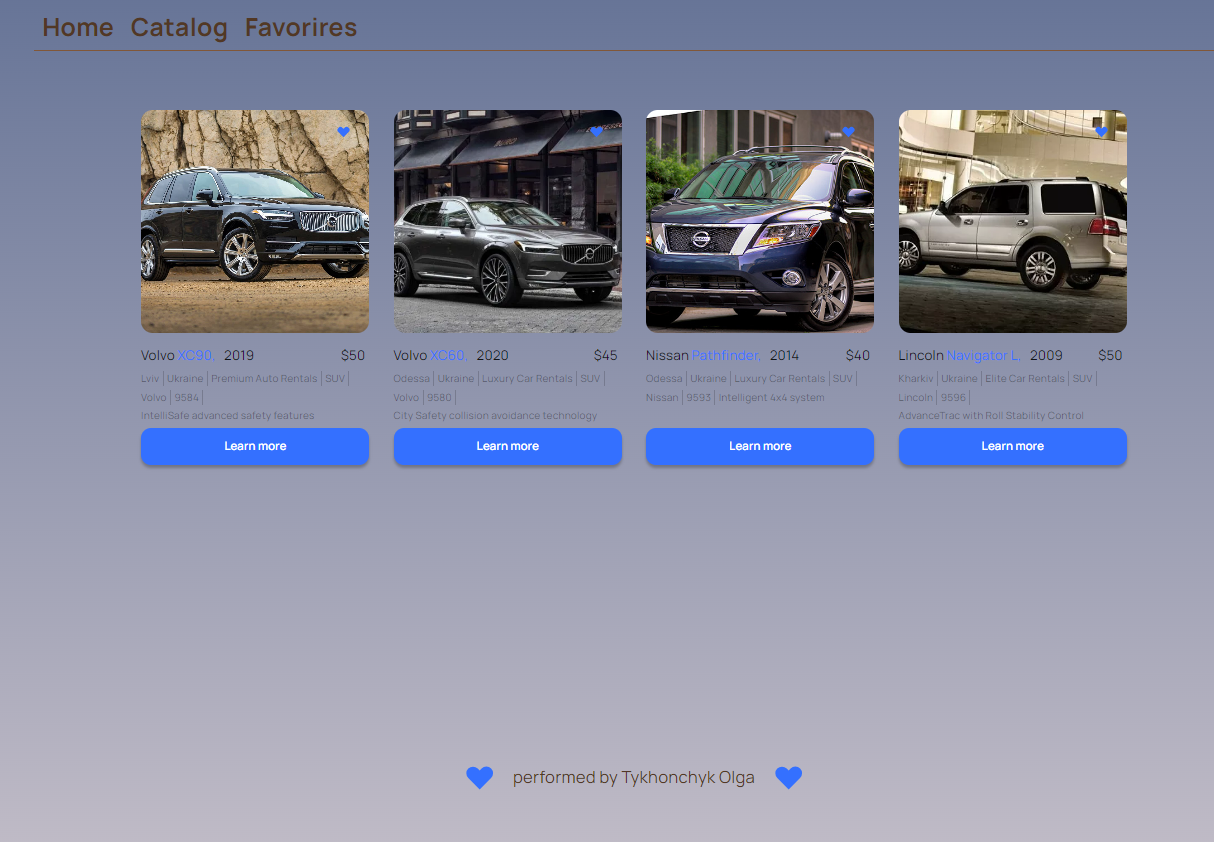 Home Catalog Favorires
Volvo XC90. 2019 $50
Lviv | Ukraine | Premium Auto Rentals | SUV |
Volvo | 9584 |
IntelliSafe advanced safety features
Learn more
Volvo XC60. 2020 $45
Odessa | Ukraine | Luxury Car Rentals | SUV |
Volvo | 9580 |
City Safety collision avoidance technology
Learn more
Nissan Pathfinder. 2014 $40
Odessa | Ukraine | Luxury Car Rentals | SUV |
Nissan | 9593 | Intelligent 4x4 system
Learn more
Lincoln Navigator L. 2009 $50
Kharkiv | Ukraine | Elite Car Rentals | SUV |
Lincoln | 9596 |
AdvanceTrac with Roll Stability Control
Learn more
performed by Tykhonchyk Olga